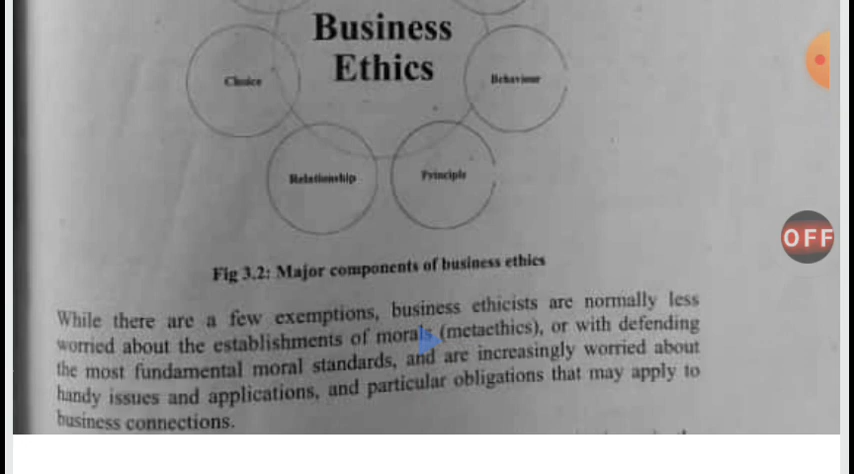 Business
Ethics
Choice
Behaviour
Relationship
Principle
OFF
Fig 3.2: Major components of business ethics
While there are a few exemptions, business ethicists are normally less
worried about the establishments of morals (metaethics), or with defending
the most fundamental moral standards, and are increasingly worried about
handy issues and applications, and particular obligations that may apply to
business connections.